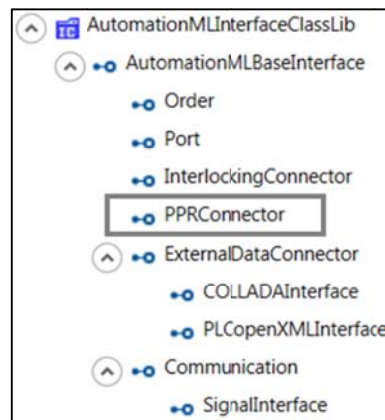 AutomationMLInterfaceClassLib
AutomationMLBaseInterface
Order
Port
InterlockingConnector
PPRConnector
ExternalDataConnector
COLLADAInterface
PLCopenXMLInterface
Communication
SignalInterface